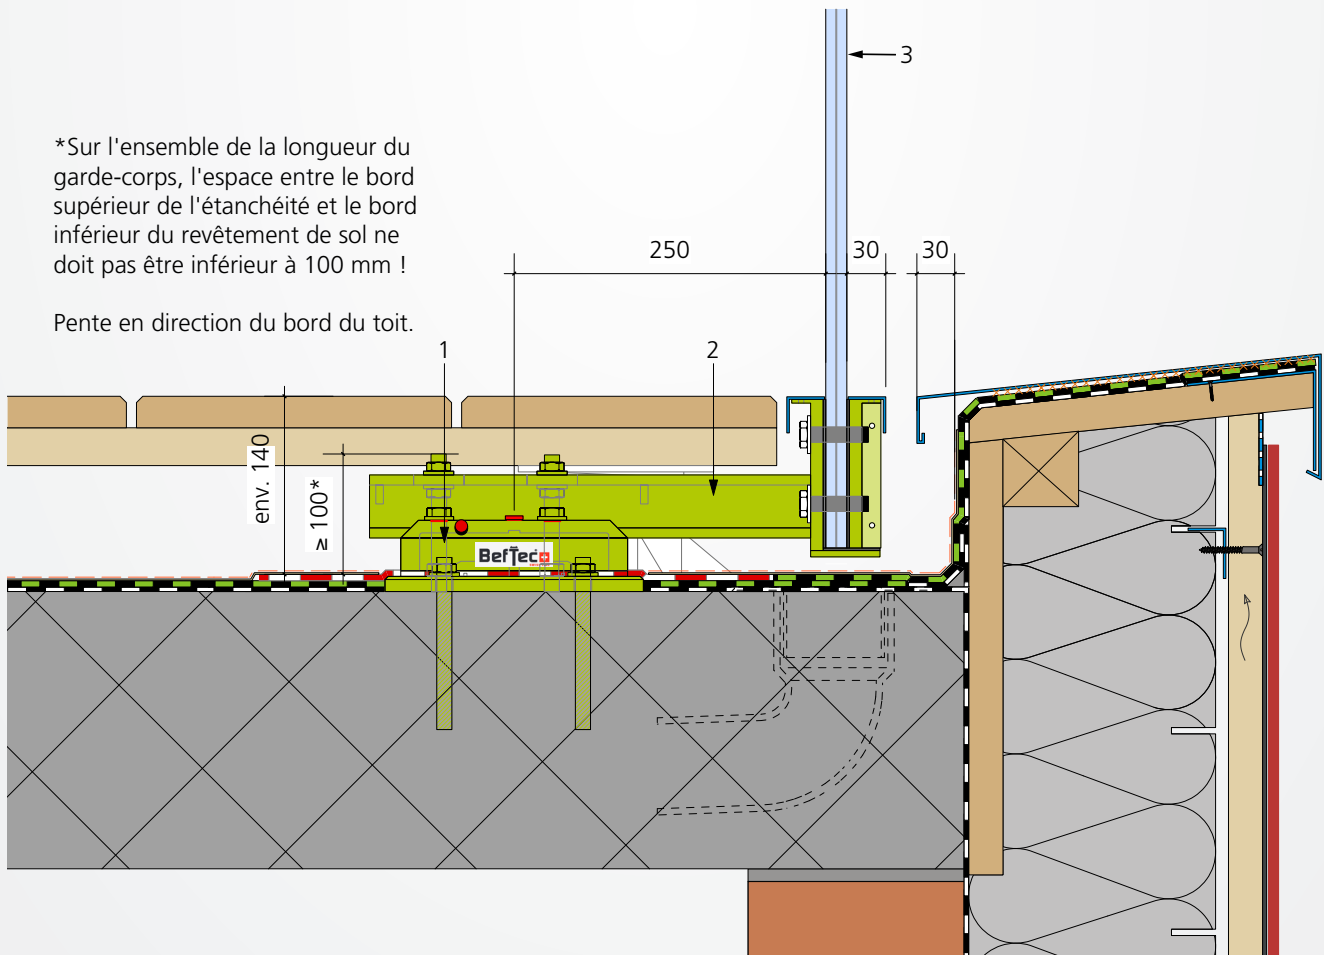 3
*Sur l'ensemble de la longueur du
garde-corps, l'espace entre le bord
supérieur de l'étanchéité et le bord
inférieur du revêtement de sol ne
doit pas être inférieur à 100 mm !
Pente en direction du bord du toit.
250
30
30
1
2
env. 140
≥ 100*
BefTec